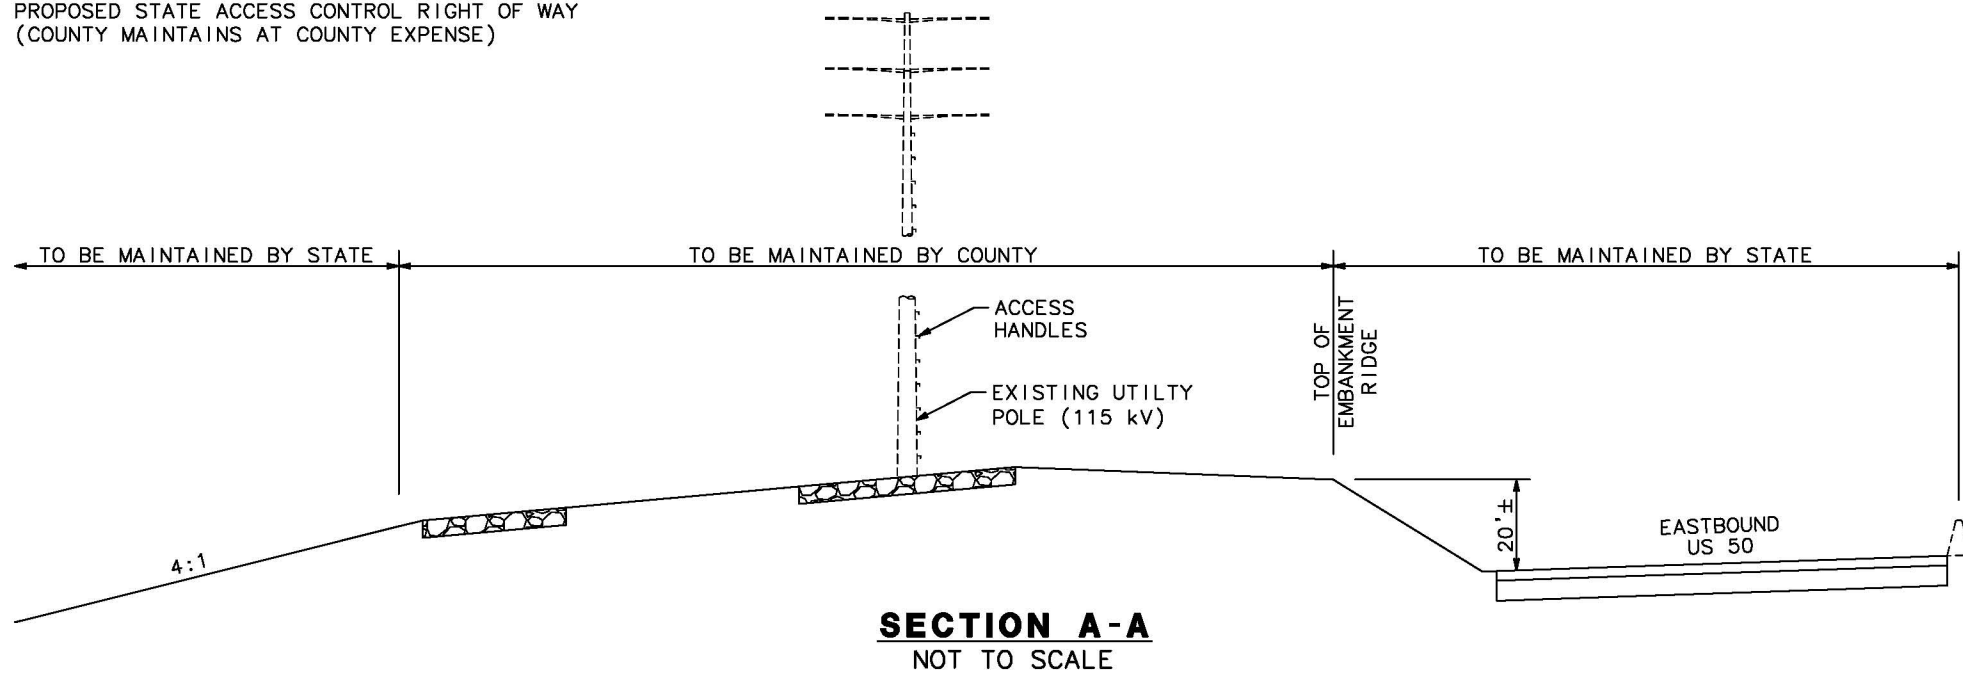 PROPOSED STATE ACCESS CONTROL RIGHT OF WAY
(COUNTY MAINTAINS AT COUNTY EXPENSE)
TO BE MAINTAINED BY STATE
TO BE MAINTAINED BY COUNTY
TO BE MAINTAINED BY STATE
ACCESS
HANDLES
EXISTING UTILTY
POLE (115 kV)
TOP OF
EMBANKMENT
RIDGE
4:1
20'±
EASTBOUND
US 50
SECTION A-A
NOT TO SCALE